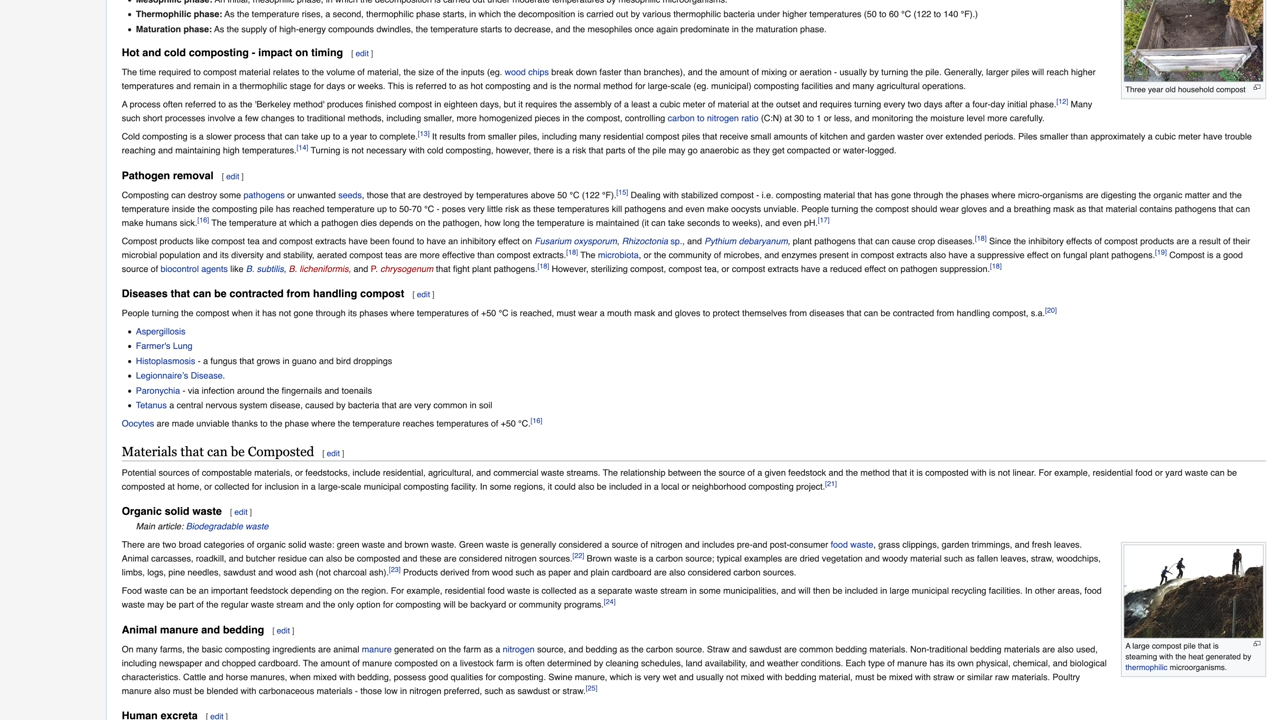 Mesophilic phase: An initial, mesophilic phase, in which the decomposition is carried out under moderate temperatures by mesophilic microorganisms.
Thermophilic phase: As the temperature rises, a second, thermophilic phase starts, in which the decomposition is carried out by various thermophilic bacteria under higher temperatures (50 to 60 °C (122 to 140 °F).)
Maturation phase: As the supply of high-energy compounds dwindles, the temperature starts to decrease, and the mesophiles once again predominate in the maturation phase.
Hot and cold composting - impact on timing [ edit ]
The time required to compost material relates to the volume of material, the size of the inputs (eg. wood chips break down faster than branches), and the amount of mixing or aeration - usually by turning the pile. Generally, larger piles will reach higher
temperatures and remain in a thermophilic stage for days or weeks. This is referred to as hot composting and is the normal method for large-scale (eg. municipal) composting facilities and many agricultural operations.
A process often referred to as the 'Berkeley method' produces finished compost in eighteen days, but it requires the assembly of a least a cubic meter of material at the outset and requires turning every two days after a four-day initial phase.[12] Many
such short processes involve a few changes to traditional methods, including smaller, more homogenized pieces in the compost, controlling carbon to nitrogen ratio (C:N) at 30 to 1 or less, and monitoring the moisture level more carefully.
Cold composting is a slower process that can take up to a year to complete.[13] It results from smaller piles, including many residential compost piles that receive small amounts of kitchen and garden waster over extended periods. Piles smaller than approximately a cubic meter have trouble
reaching and maintaining high temperatures.[14] Turning is not necessary with cold composting, however, there is a risk that parts of the pile may go anaerobic as they get compacted or water-logged.
Three year old household compost
Pathogen removal [ edit ]
Composting can destroy some pathogens or unwanted seeds, those that are destroyed by temperatures above 50 °C (122 °F).[15] Dealing with stabilized compost - i.e. composting material that has gone through the phases where micro-organisms are digesting the organic matter and the
temperature inside the composting pile has reached temperature up to 50-70 °C - poses very little risk as these temperatures kill pathogens and even make oocysts unviable. People turning the compost should wear gloves and a breathing mask as that material contains pathogens that can
make humans sick.[16] The temperature at which a pathogen dies depends on the pathogen, how long the temperature is maintained (it can take seconds to weeks), and even pH.[17]
Compost products like compost tea and compost extracts have been found to have an inhibitory effect on Fusarium oxysporum, Rhizoctonia sp., and Pythium debaryanum, plant pathogens that can cause crop diseases.[18] Since the inhibitory effects of compost products are a result of their
microbial population and its diversity and stability, aerated compost teas are more effective than compost extracts.[18] The microbiota, or the community of microbes, and enzymes present in compost extracts also have a suppressive effect on fungal plant pathogens.[19] Compost is a good
source of biocontrol agents like B. subtilis, B. licheniformis, and P. chrysogenum that fight plant pathogens.[18] However, sterilizing compost, compost tea, or compost extracts have a reduced effect on pathogen suppression.[18]
Diseases that can be contracted from handling compost [ edit ]
People turning the compost when it has not gone through its phases where temperatures of +50 °C is reached, must wear a mouth mask and gloves to protect themselves from diseases that can be contracted from handling compost, s.a.[20]
Aspergillosis
Farmer's Lung
Histoplasmosis - a fungus that grows in guano and bird droppings
Legionnaire's Disease.
Paronychia - via infection around the fingernails and toenails
Tetanus a central nervous system disease, caused by bacteria that are very common in soil
Oocytes are made unviable thanks to the phase where the temperature reaches temperatures of +50 °C.[16]
Materials that can be Composted [ edit ]
Potential sources of compostable materials, or feedstocks, include residential, agricultural, and commercial waste streams. The relationship between the source of a given feedstock and the method that it is composted with is not linear. For example, residential food or yard waste can be
composted at home, or collected for inclusion in a large-scale municipal composting facility. In some regions, it could also be included in a local or neighborhood composting project.[21]
Organic solid waste [ edit ]
Main article: Biodegradable waste
There are two broad categories of organic solid waste: green waste and brown waste. Green waste is generally considered a source of nitrogen and includes pre-and post-consumer food waste, grass clippings, garden trimmings, and fresh leaves.
Animal carcasses, roadkill, and butcher residue can also be composted and these are considered nitrogen sources.[22] Brown waste is a carbon source; typical examples are dried vegetation and woody material such as fallen leaves, straw, woodchips,
limbs, logs, pine needles, sawdust and wood ash (not charcoal ash).[23] Products derived from wood such as paper and plain cardboard are also considered carbon sources.
Food waste can be an important feedstock depending on the region. For example, residential food waste is collected as a separate waste stream in some municipalities, and will then be included in large municipal recycling facilities. In other areas, food
waste may be part of the regular waste stream and the only option for composting will be backyard or community programs.[24]
A large compost pile that is
steaming with the heat generated by
thermophilic microorganisms.
Animal manure and bedding [ edit ]
On many farms, the basic composting ingredients are animal manure generated on the farm as a nitrogen source, and bedding as the carbon source. Straw and sawdust are common bedding materials. Non-traditional bedding materials are also used,
including newspaper and chopped cardboard. The amount of manure composted on a livestock farm is often determined by cleaning schedules, land availability, and weather conditions. Each type of manure has its own physical, chemical, and biological
characteristics. Cattle and horse manures, when mixed with bedding, possess good qualities for composting. Swine manure, which is very wet and usually not mixed with bedding material, must be mixed with straw or similar raw materials. Poultry
manure also must be blended with carbonaceous materials - those low in nitrogen preferred, such as sawdust or straw.[25]
Human excreta [ edit ]